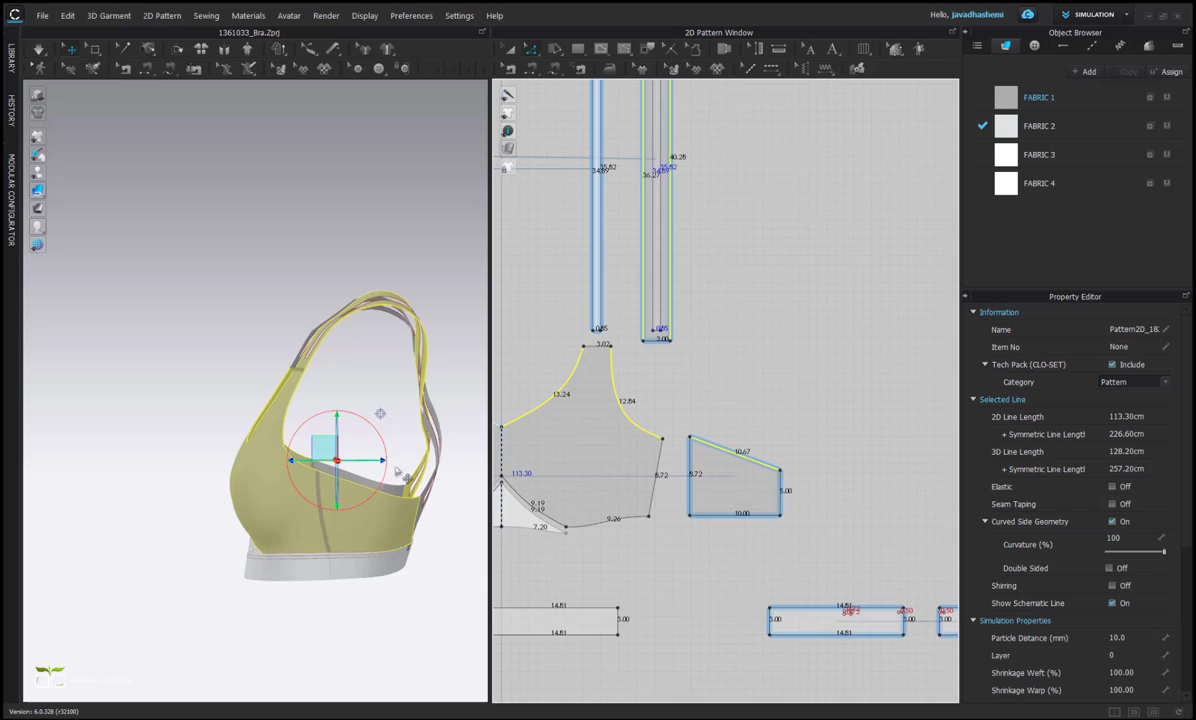 File Edit 3D Garment 2D Pattern Sewing Materials Avatar Render Display Preferences Settings Help
Hello, javadhashemi SIMULATION
1361033_Bra.Zprj
2D Pattern Window
Object Browser
LIBRARY
HISTORY
MODULAR CONFIGURATOR
Add Copy Assign
FABRIC 1
FABRIC 2
FABRIC 3
FABRIC 4
40.28
36.27
3.02
3.00
13.24
12.84
10.67
113.30
8.72
8.72
5.00
9.19
9.19
7.20
9.26
10.00
14.81
3.00
14.81
14.81
3.00
3.00
3.00
14.81
Property Editor
Information
Name Pattern2D_18
Item No None
Tech Pack (CLO-SET) Include
Category Pattern
Selected Line
2D Line Length 113.30cm
+ Symmetric Line Lengtl 226.60cm
3D Line Length 128.20cm
+ Symmetric Line Lengtl 257.20cm
Elastic Off
Seam Taping Off
Curved Side Geometry On
Curvature (%) 100
Double Sided Off
Shirring Off
Show Schematic Line On
Simulation Properties
Particle Distance (mm) 10.0
Layer 0
Shrinkage Weft (%) 100.00
Shrinkage Warp (%) 100.00
Version: 6.0.328 (r32100)